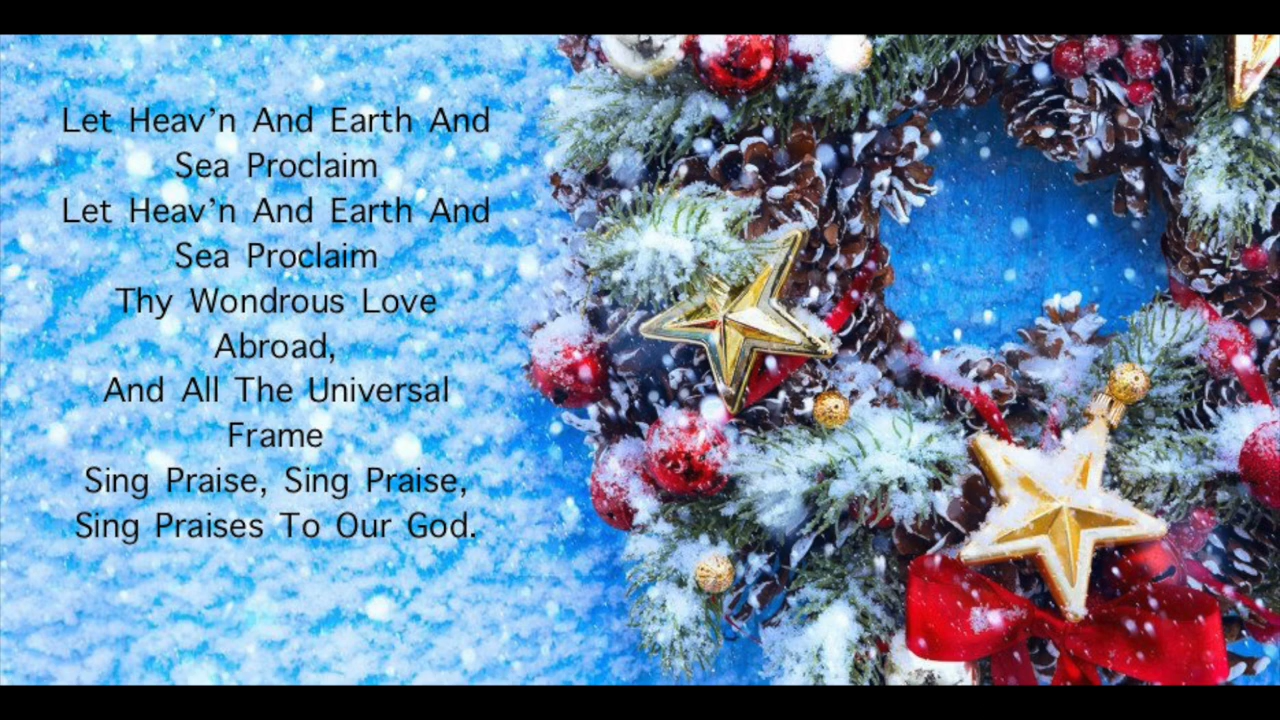 Let Heav’n And Earth And
Sea Proclaim
Let Heav’n And Earth And
Sea Proclaim
Thy Wondrous Love
Abroad,
And All The Universal
Frame
Sing Praise, Sing Praise,
Sing Praises To Our God.